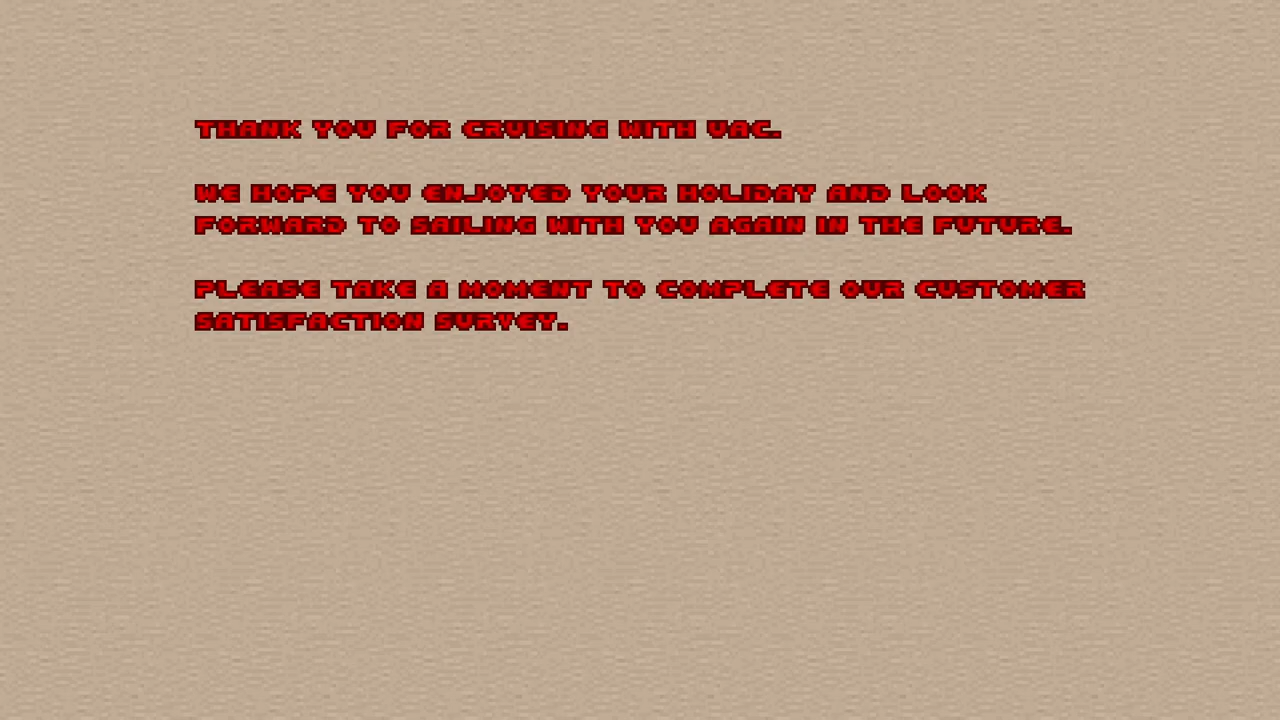 THANK YOU FOR CRUISING WITH VAC.
WE HOPE YOU ENJOYED YOUR HOLIDAY AND LOOK
FORWARD TO SAILING WITH YOU AGAIN IN THE FUTURE.
PLEASE TAKE A MOMENT TO COMPLETE OUR CUSTOMER
SATISFACTION SURVEY.